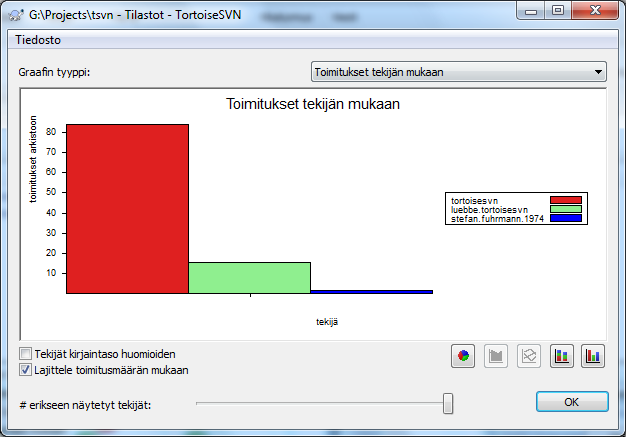 G:\Projects\tsvn - Tilastot - TortoiseSVN
Tiedosto
Graafin tyyppi:
Toimitukset tekijän mukaan
Toimitukset tekijän mukaan
toimitukset arkistoon
80
70
60
50
40
30
20
10
tekijä
tortoisesvn
luebbe.tortoisesvn
stefan.fuhrmann.1974
Tekijät kirjaintaso huomioiden
Lajittele toimitusmäärän mukaan
# erikseen näytetyt tekijät:
OK